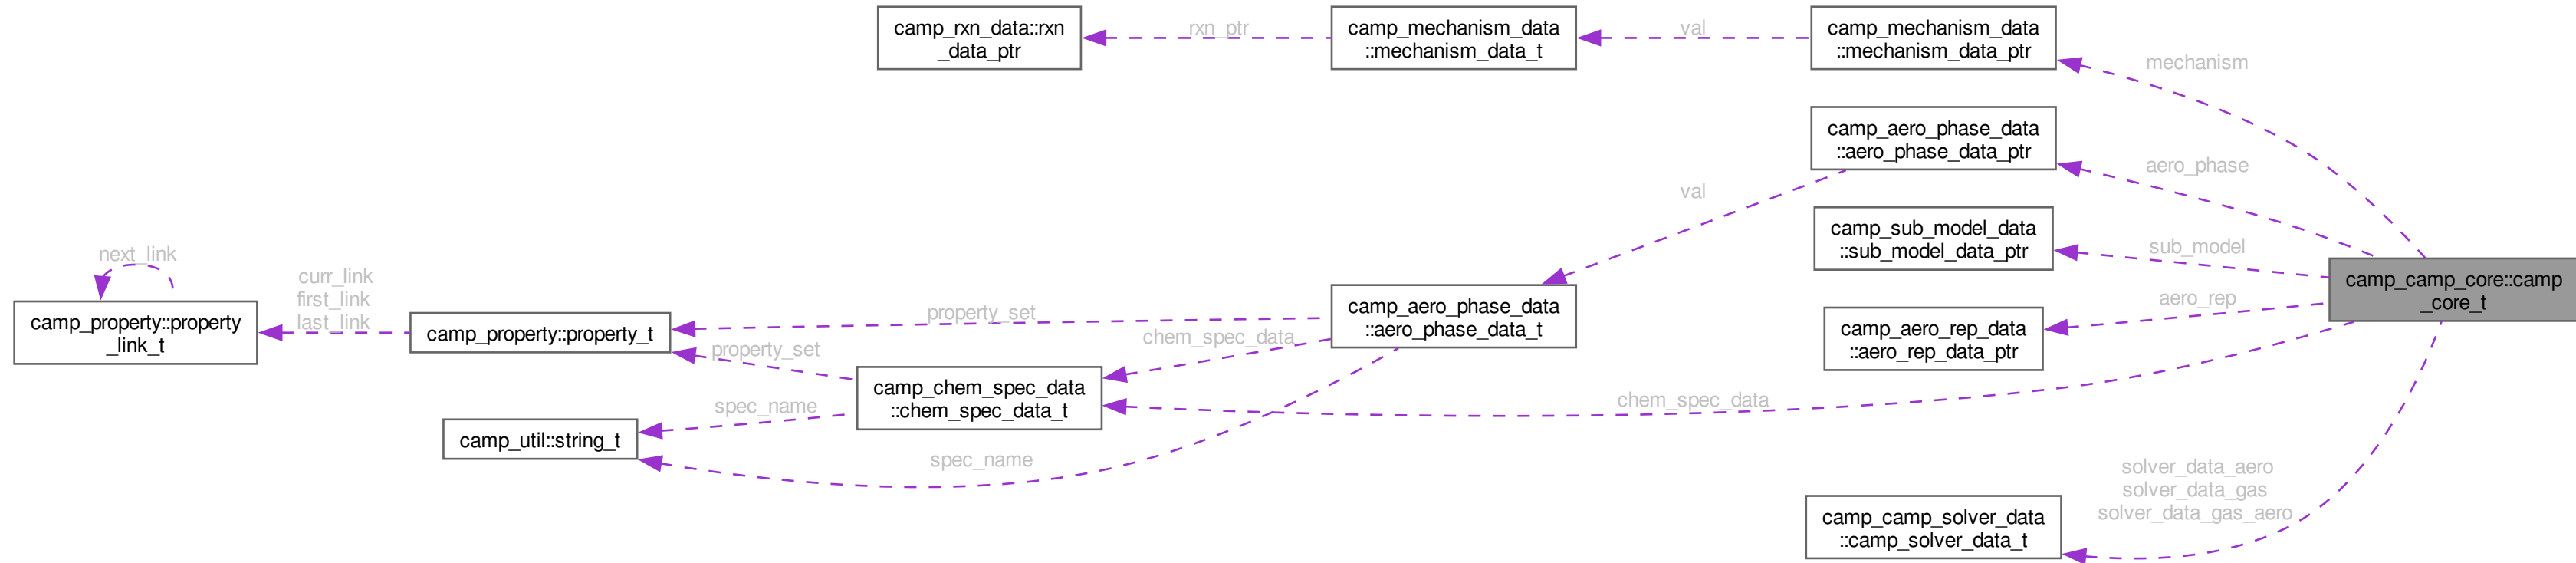 camp_rxn_data::rxn
_data_ptr
rxn_ptr
camp_mechanism_data
::mechanism_data_t
val
camp_mechanism_data
::mechanism_data_ptr
mechanism
camp_aero_phase_data
::aero_phase_data_ptr
aero_phase
val
camp_sub_model_data
::sub_model_data_ptr
sub_model
camp_camp_core::camp
_core_t
next_link
camp_property::property
_link_t
curr_link
first_link
last_link
camp_property::property_t
property_set
property_set
camp_aero_phase_data
::aero_phase_data_t
chem_spec_data
aero_rep
camp_aero_rep_data
::aero_rep_data_ptr
camp_chem_spec_data
::chem_spec_data_t
chem_spec_data
spec_name
camp_util::string_t
spec_name
solver_data_aero
solver_data_gas
solver_data_gas_aero
camp_camp_solver_data
::camp_solver_data_t